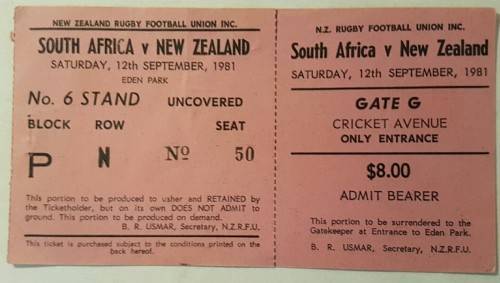 NEW ZEALAND RUGBY FOOTBALL UNION INC.
SOUTH AFRICA v NEW ZEALAND
SATURDAY, 12th SEPTEMBER, 1981
EDEN PARK
No. 6 STAND UNCOVERED
BLOCK ROW SEAT
P N No 50
This portion to be produced to usher and RETAINED by
the Ticketholder, but on its own DOES NOT ADMIT to
ground. This portion to be produced on demand.
B. R. USMAR, Secretary, N.Z.R.F.U.
This ticket is purchased subject to the conditions printed on the
back hereof.
N.Z. RUGBY FOOTBALL UNION INC.
South Africa v New Zealand
SATURDAY, 12th SEPTEMBER, 1981
GATE G
CRICKET AVENUE
ONLY ENTRANCE
$8.00
ADMIT BEARER
This portion to be surrendered to the
Gatekeeper at Entrance to Eden Park.
B. R. USMAR, Secretary, N.Z.R.F.U.